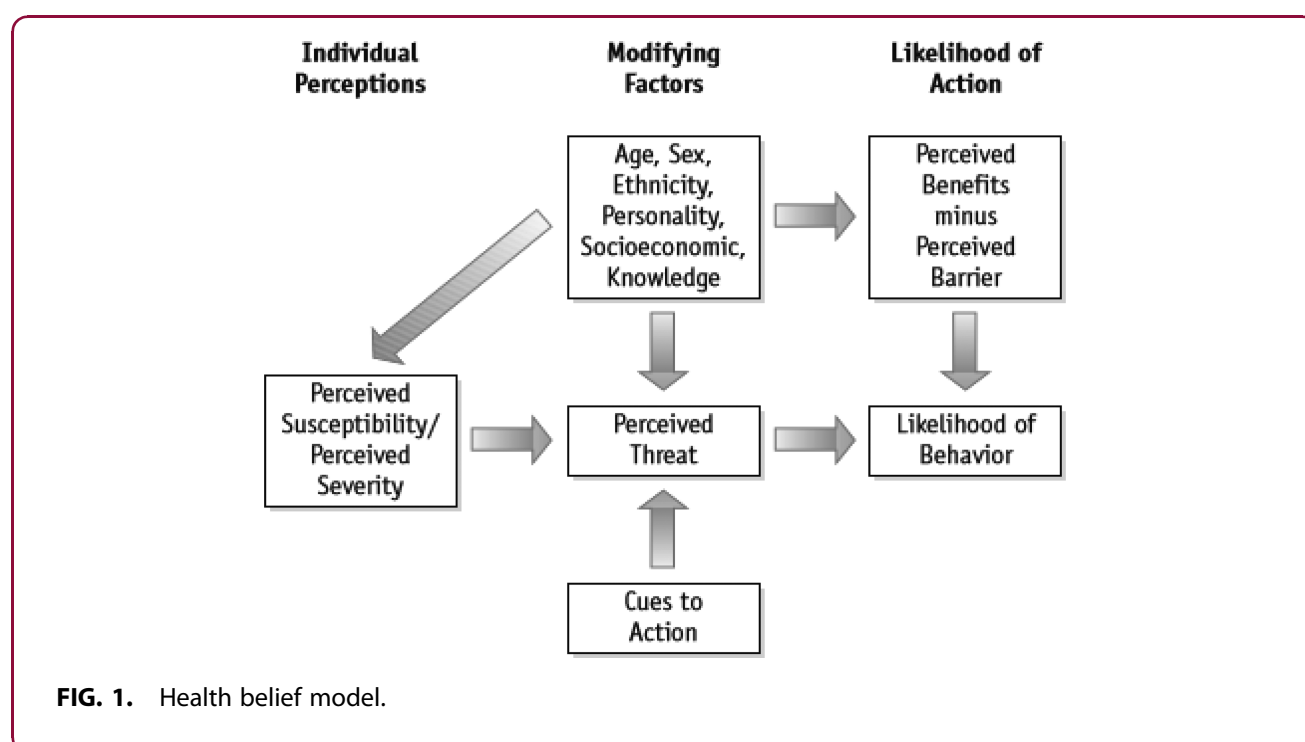 Individual
Perceptions
Modifying
Factors
Likelihood of
Action
Age, Sex,
Ethnicity,
Personality,
Socioeconomic,
Knowledge
Perceived
Benefits
minus
Perceived
Barrier
Perceived
Susceptibility/
Perceived
Severity
Perceived
Threat
Likelihood of
Behavior
Cues to
Action
FIG. 1. Health belief model.